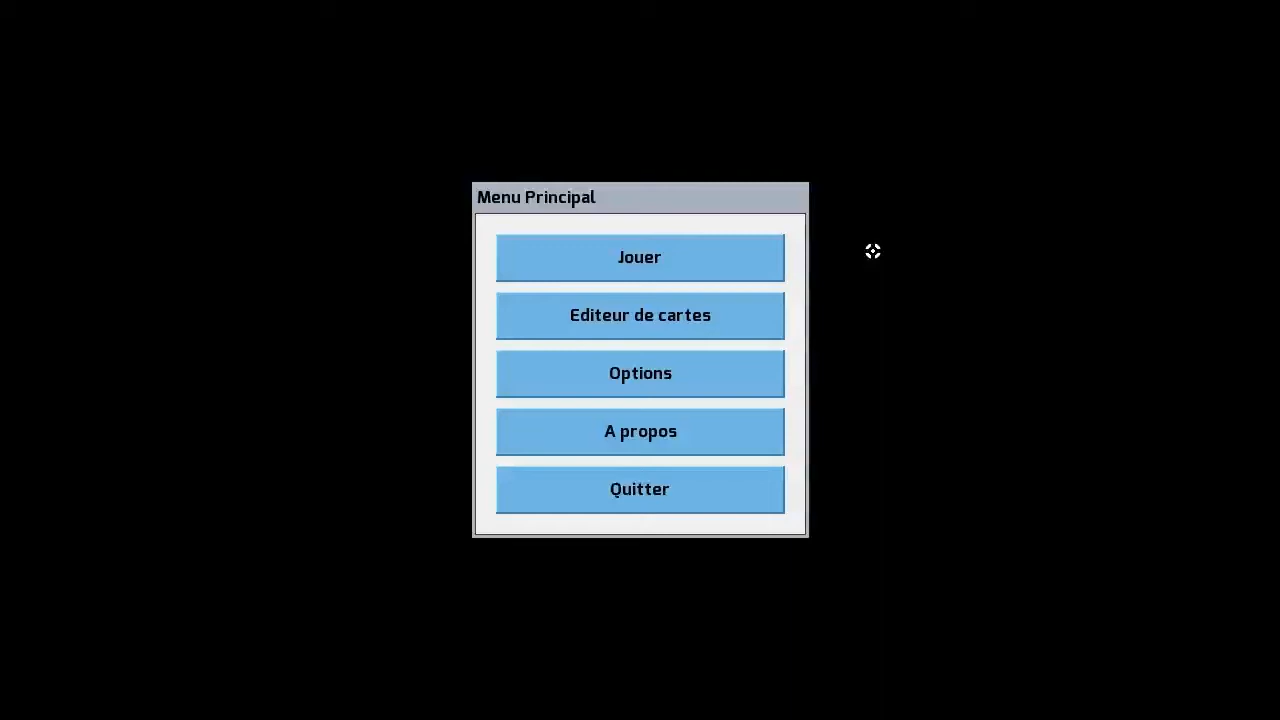 Menu Principal
Jouer
Editeur de cartes
Options
A propos
Quitter